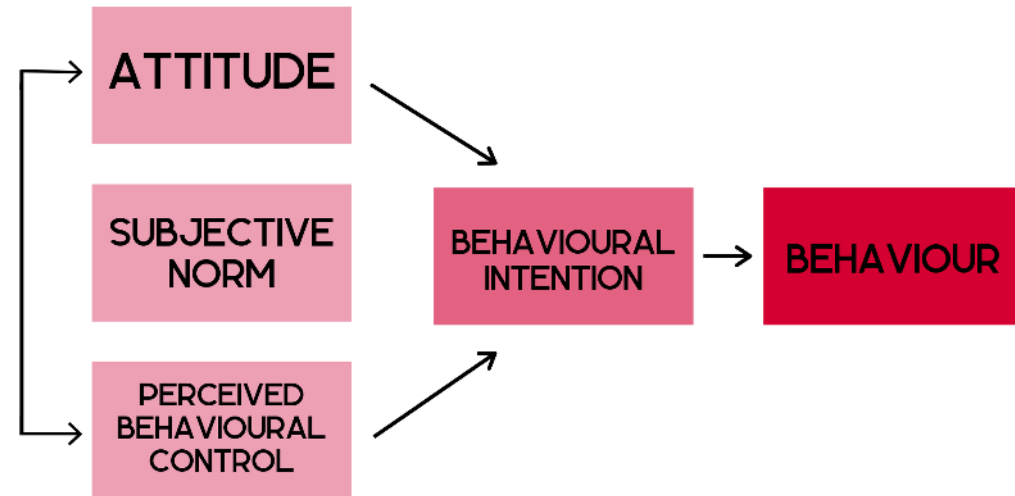 ATTITUDE
SUBJECTIVE
NORM
PERCEIVED
BEHAVIOURAL
CONTROL
BEHAVIOURAL
INTENTION
BEHAVIOUR